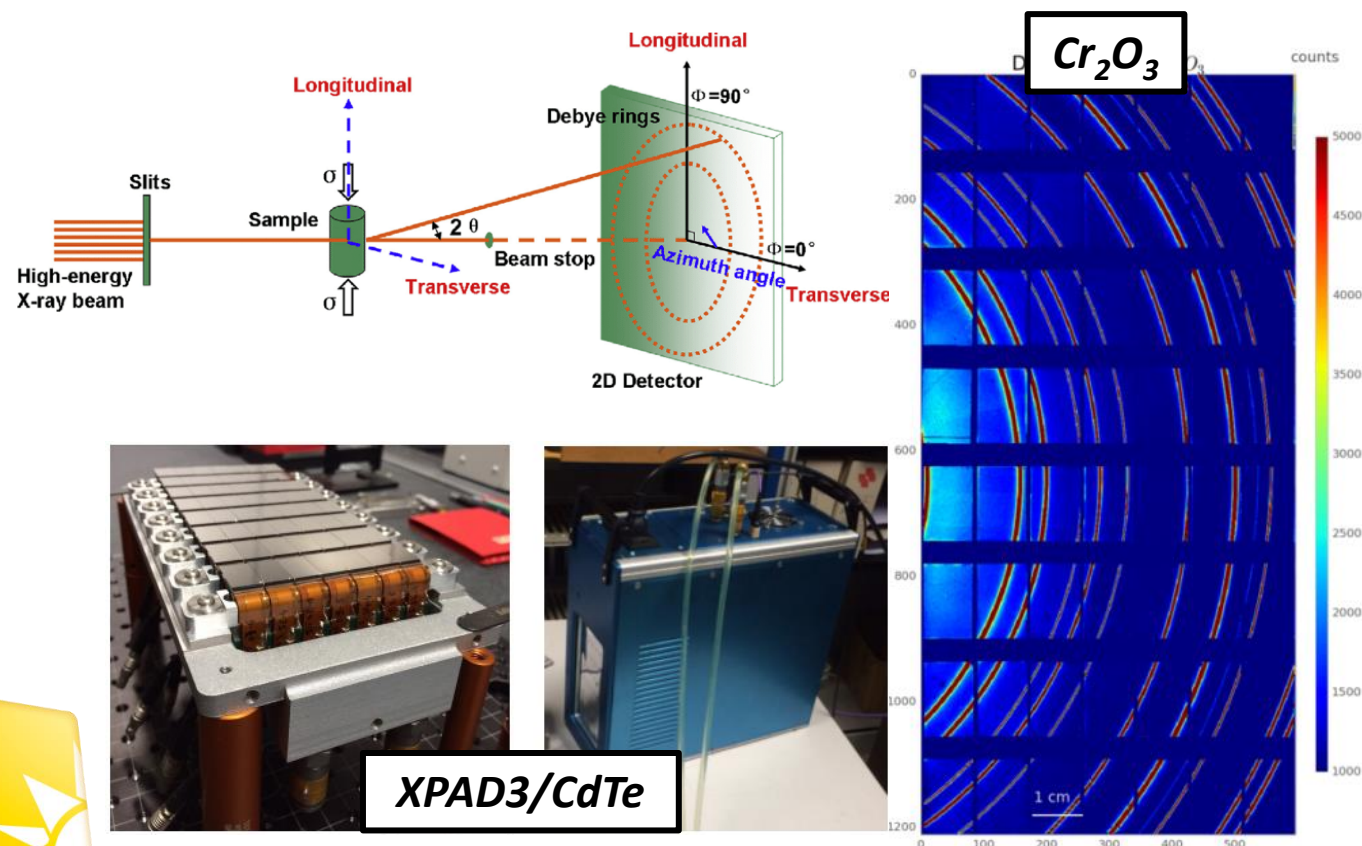 Longitudinal
Φ=90°
Debye rings
Longitudinal
σ
Slits
Sample
2 θ
Beam stop
Φ=0°
Azimuth angle
High-energy
X-ray beam
Transverse
Transverse
σ
2D Detector
XPAD3/CdTe
Cr2O3
D
O3
counts
0
200
400
600
800
1000
1200
0
100
200
300
400
500
1 cm
5000
4500
4000
3500
3000
2500
2000
1500
1000